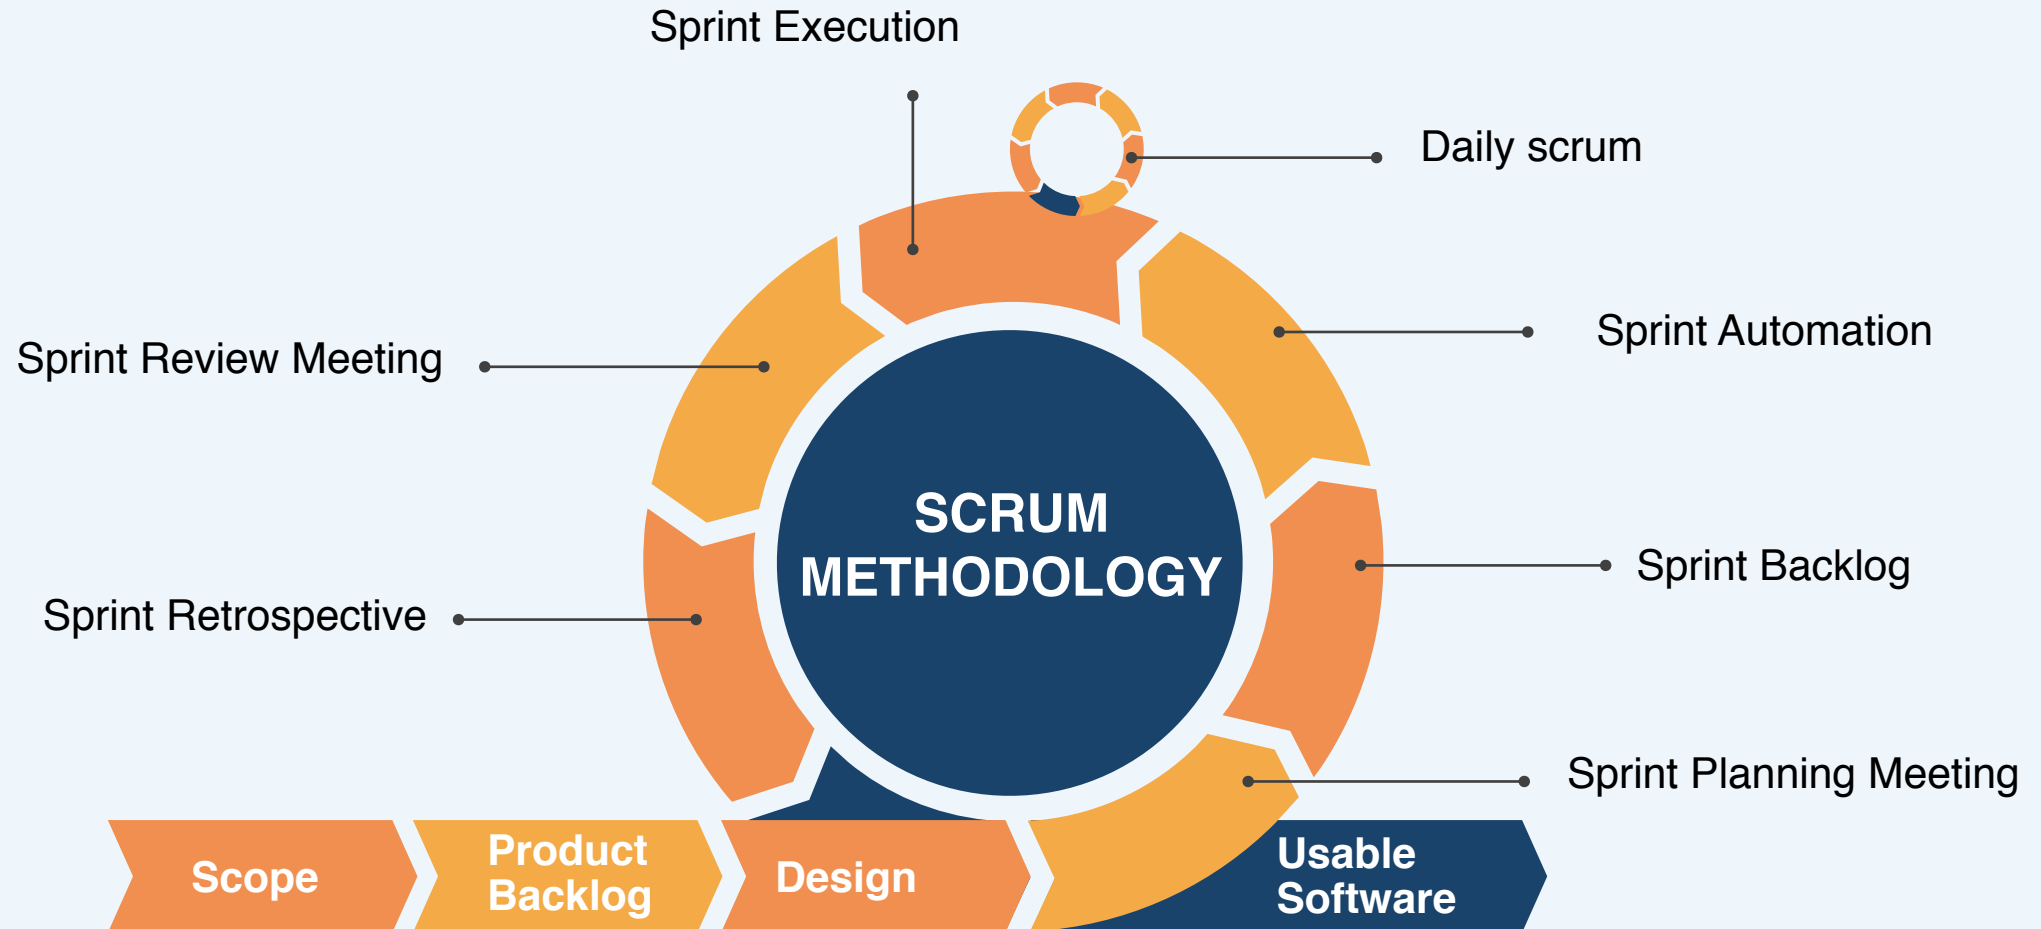 Sprint Execution
Daily scrum
Sprint Automation
Sprint Review Meeting
SCRUM
METHODOLOGY
Sprint Backlog
Sprint Retrospective
Sprint Planning Meeting
Scope
Product
Backlog
Design
Usable
Software